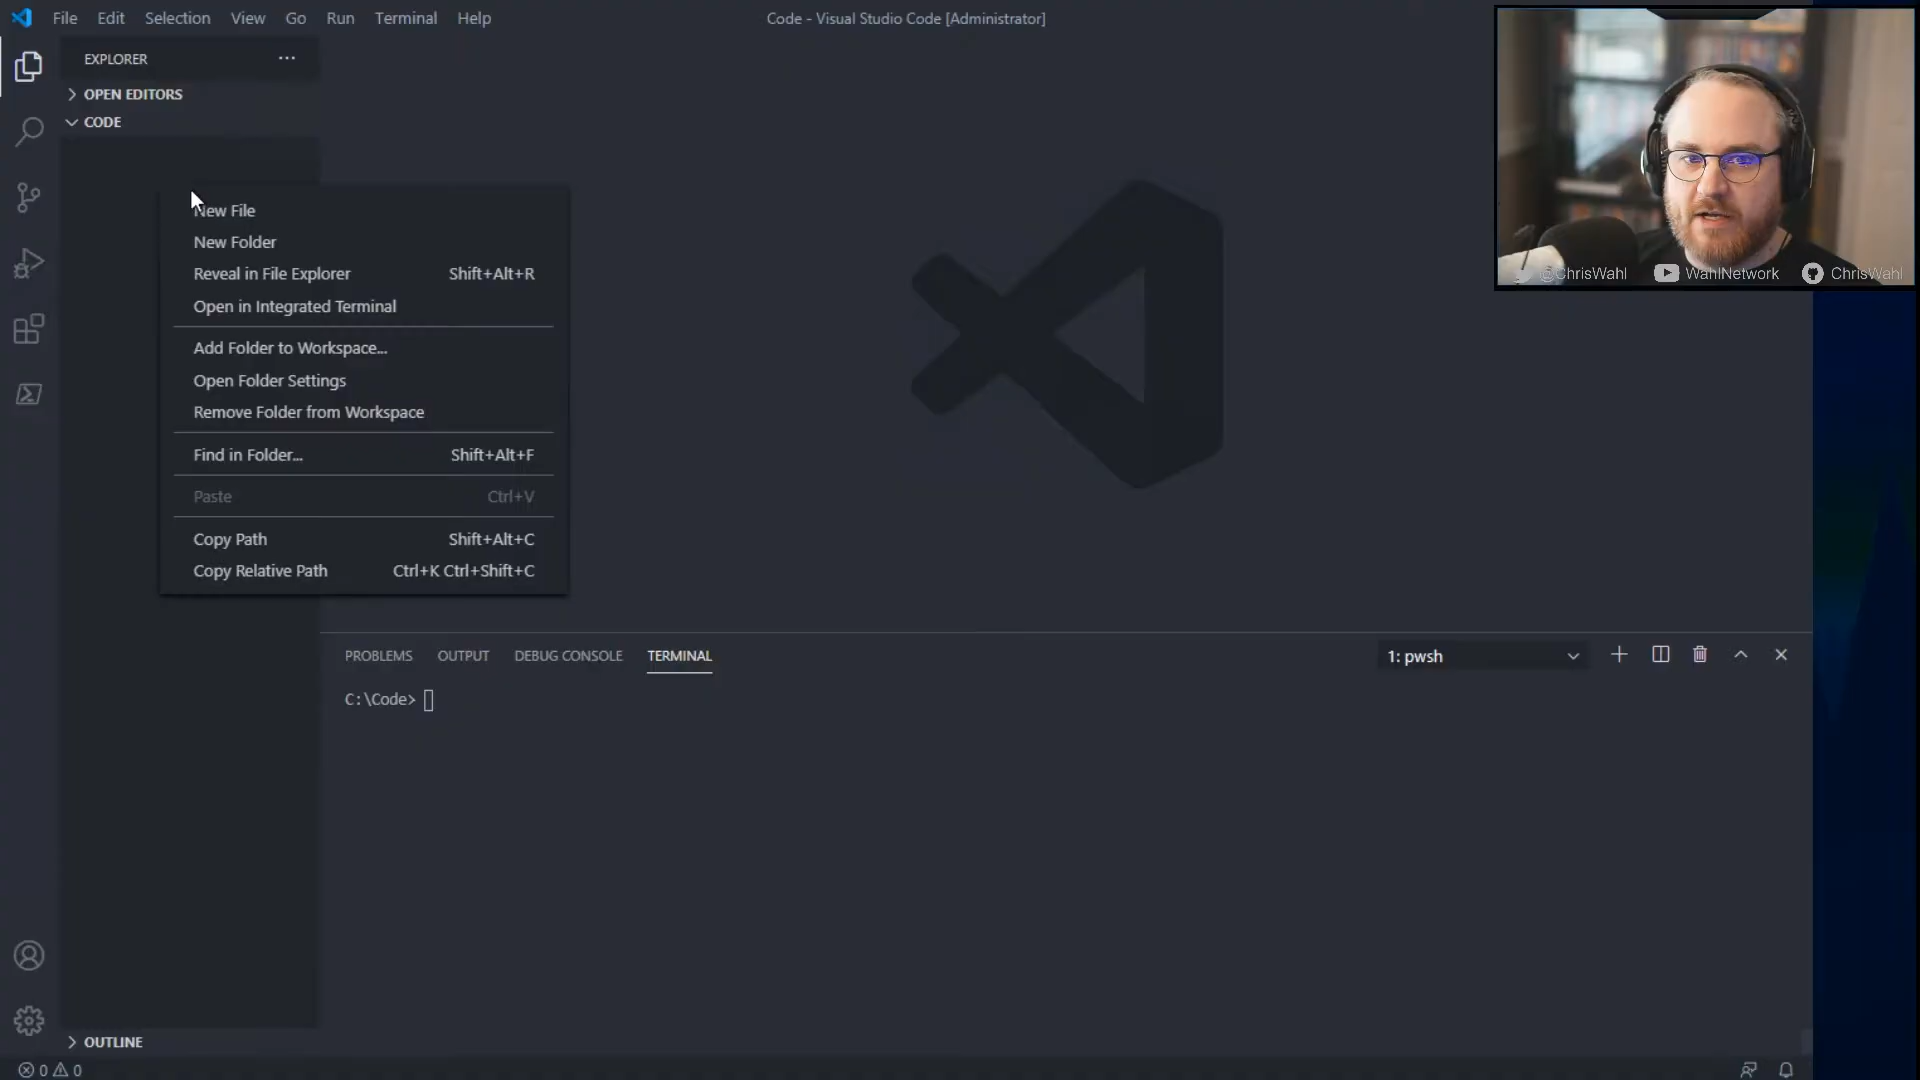 File Edit Selection View Go Run Terminal Help
Code - Visual Studio Code [Administrator]
EXPLORER
OPEN EDITORS
CODE
New File
New Folder
Reveal in File Explorer Shift+Alt+R
Open in Integrated Terminal
Add Folder to Workspace...
Open Folder Settings
Remove Folder from Workspace
Find in Folder... Shift+Alt+F
Paste Ctrl+V
Copy Path Shift+Alt+C
Copy Relative Path Ctrl+K Ctrl+Shift+C
@ChrisWahl WahlNetwork ChrisWahl
PROBLEMS OUTPUT DEBUG CONSOLE TERMINAL
1: pwsh
C:\Code>
OUTLINE
0 0